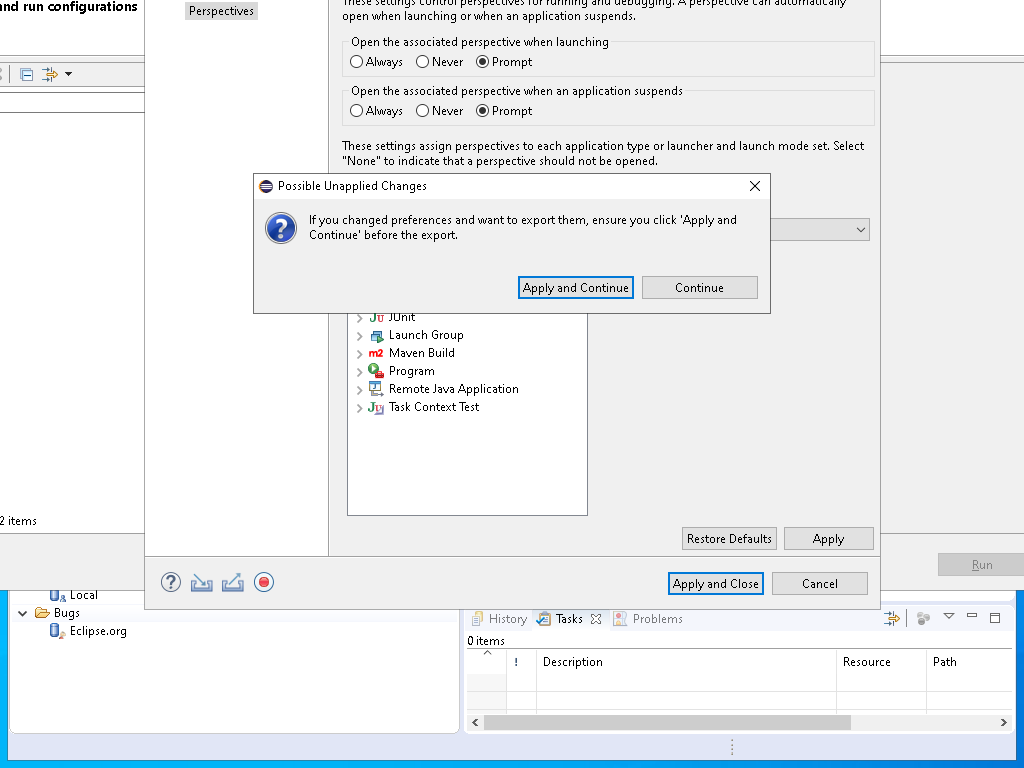 and run configurations
Perspectives
These settings control perspectives for running and debugging. A perspective can automatically
open when launching or when an application suspends.
Open the associated perspective when launching
Always Never Prompt
Open the associated perspective when an application suspends
Always Never Prompt
These settings assign perspectives to each application type or launcher and launch mode set. Select
"None" to indicate that a perspective should not be opened.
Possible Unapplied Changes
If you changed preferences and want to export them, ensure you click 'Apply and
Continue' before the export.
Apply and Continue Continue
JUnit
Launch Group
m2 Maven Build
Program
Remote Java Application
Ju Task Context Test
2 items
Restore Defaults Apply
Run
Apply and Close Cancel
Local
Bugs
Eclipse.org
History Tasks Problems
0 items
! Description Resource Path